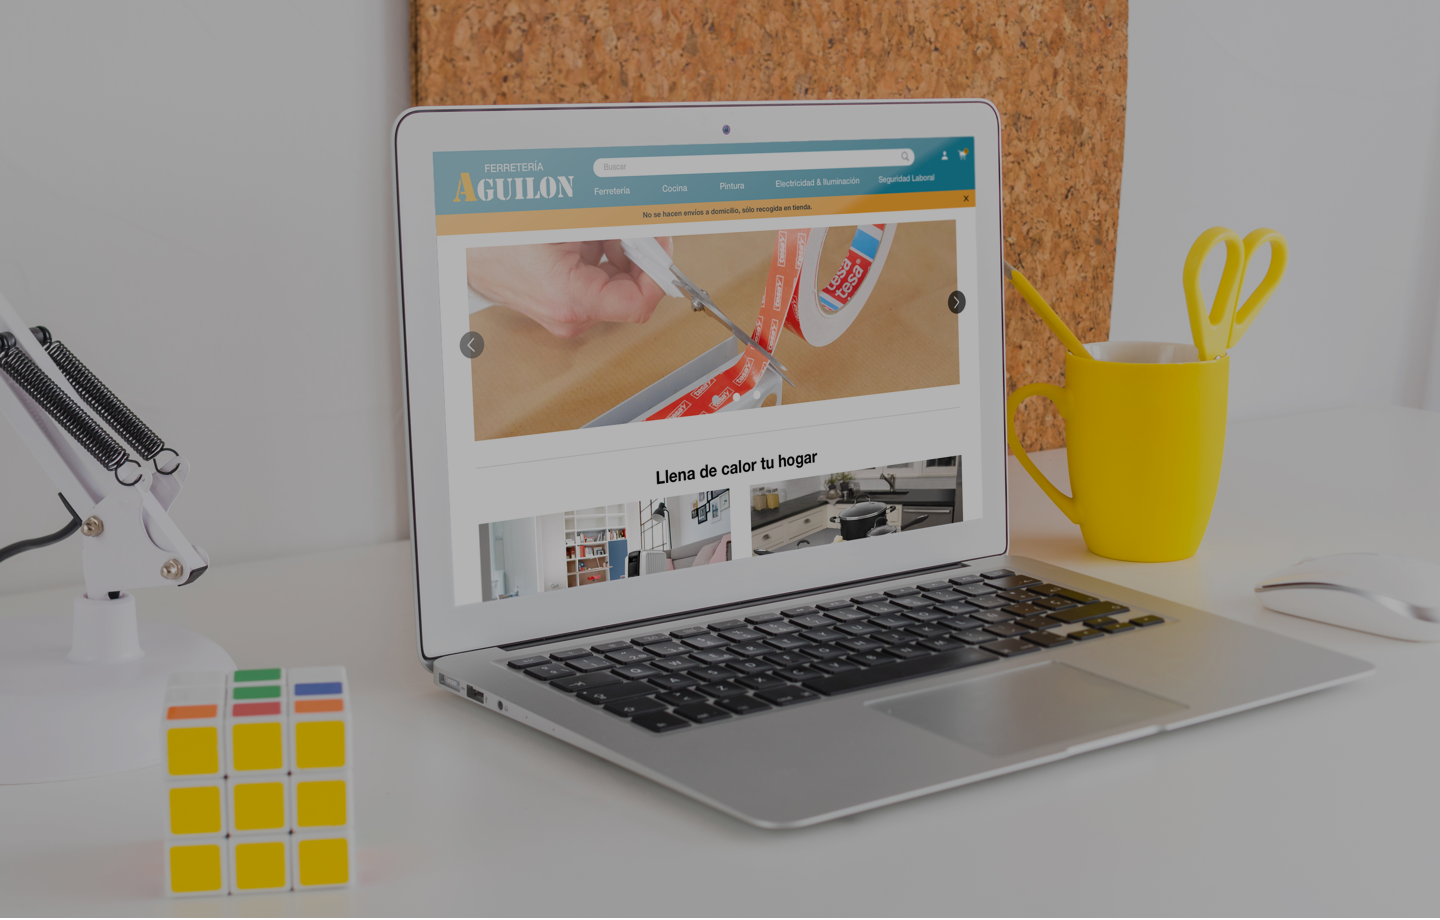 FERRETERÍA
AGUILON
Buscar
Ferretería
Cocina
Pintura
Electricidad & Iluminación
Seguridad Laboral
No se hacen envíos a domicilio, sólo recogida en tienda.
tesa
tesa
Llena de calor tu hogar